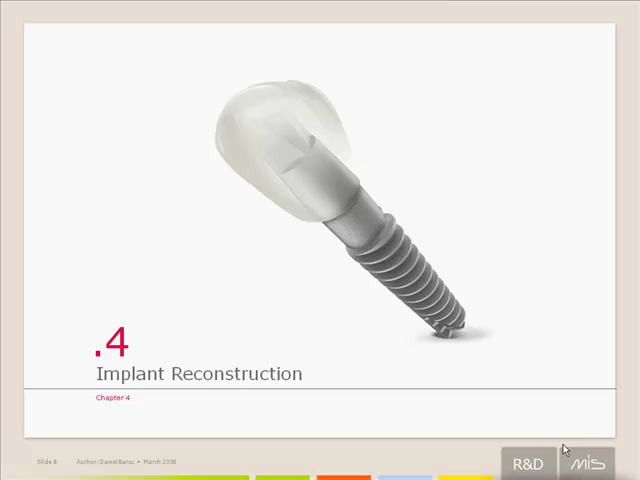 .4
Implant Reconstruction
Chapter 4
Slide 8 Author: Daniel Baruc • March 2008
R&D
mis